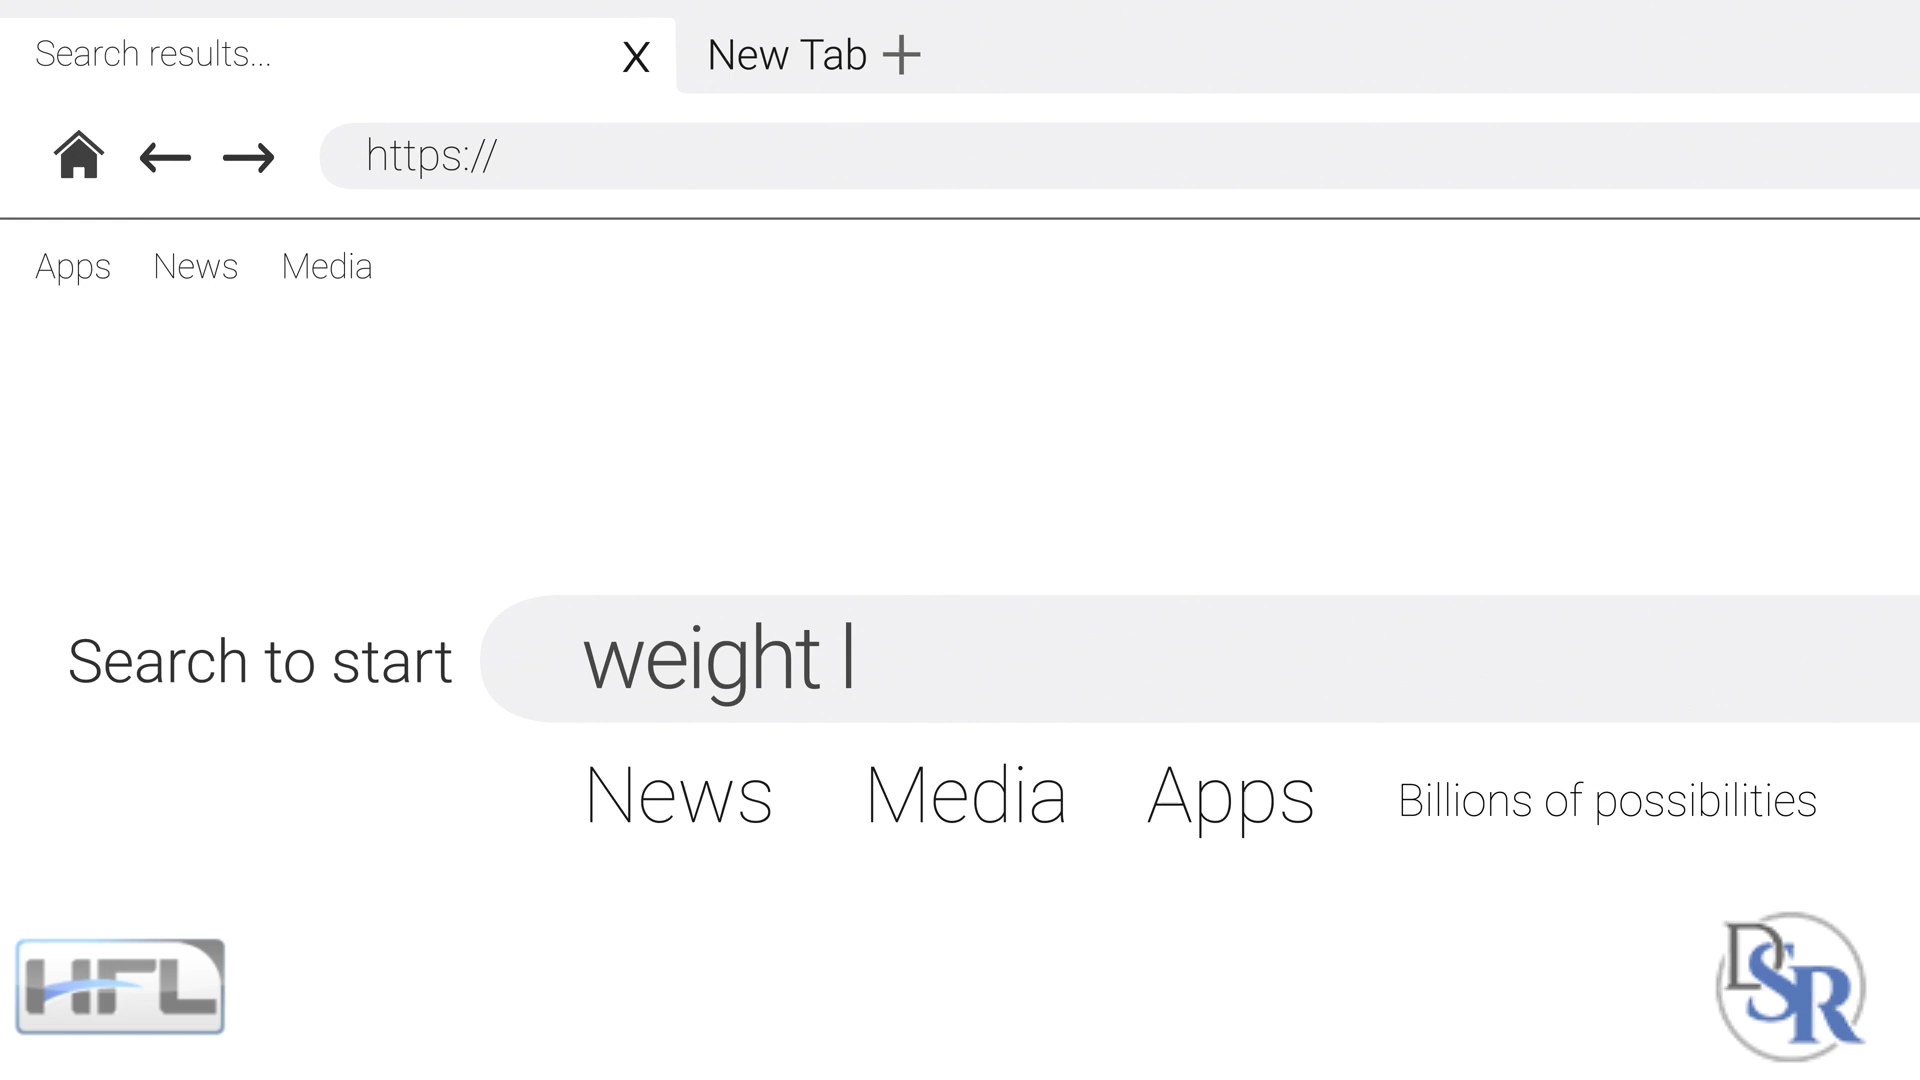 Search results...
X
New Tab +
https://
Apps News Media
Search to start
weight l
News Media Apps Billions of possibilities
HFL
DSR